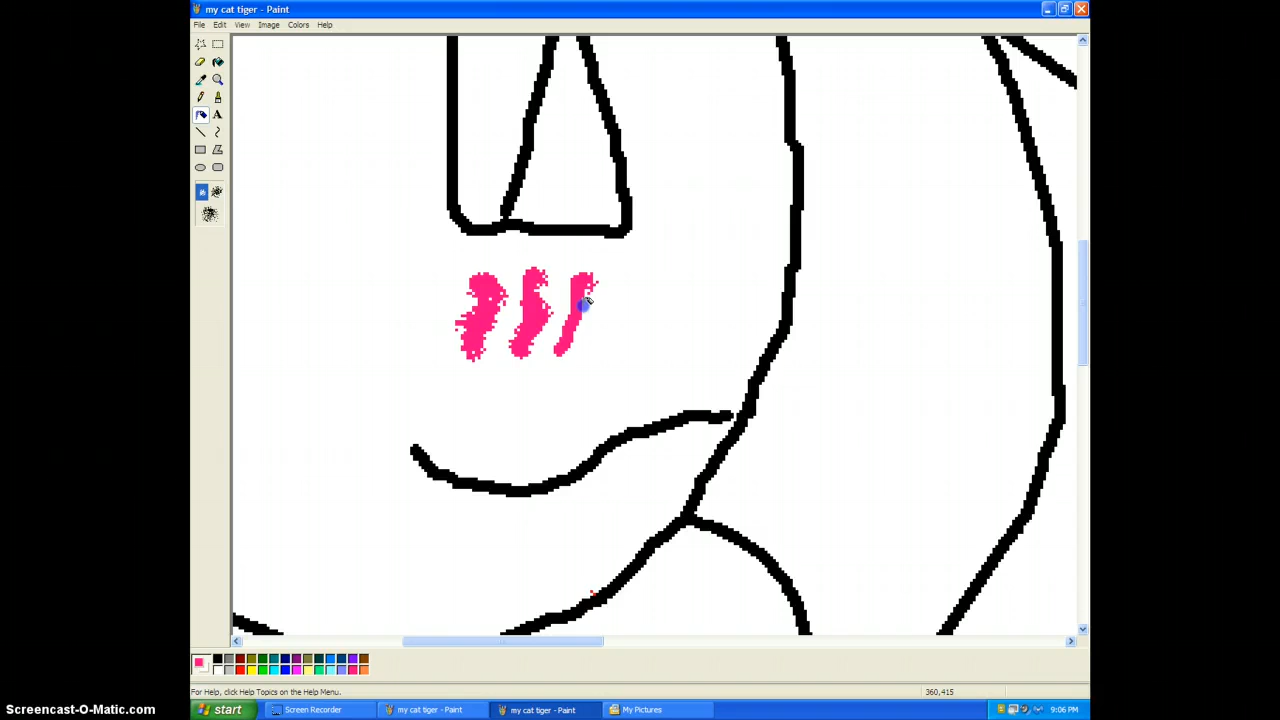 my cat tiger - Paint
File Edit View Image Colors Help
A
For Help, click Help Topics on the Help Menu.
360,415
start
Screen Recorder
my cat tiger - Paint
my cat tiger - Paint
My Pictures
9:06 PM
Screencast-O-Matic.com